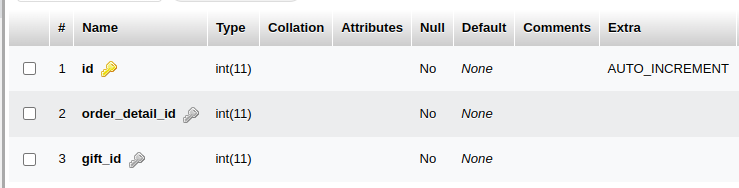 # Name Type Collation Attributes Null Default Comments Extra
1 id int(11) No None AUTO_INCREMENT
2 order_detail_id int(11) No None
3 gift_id int(11) No None